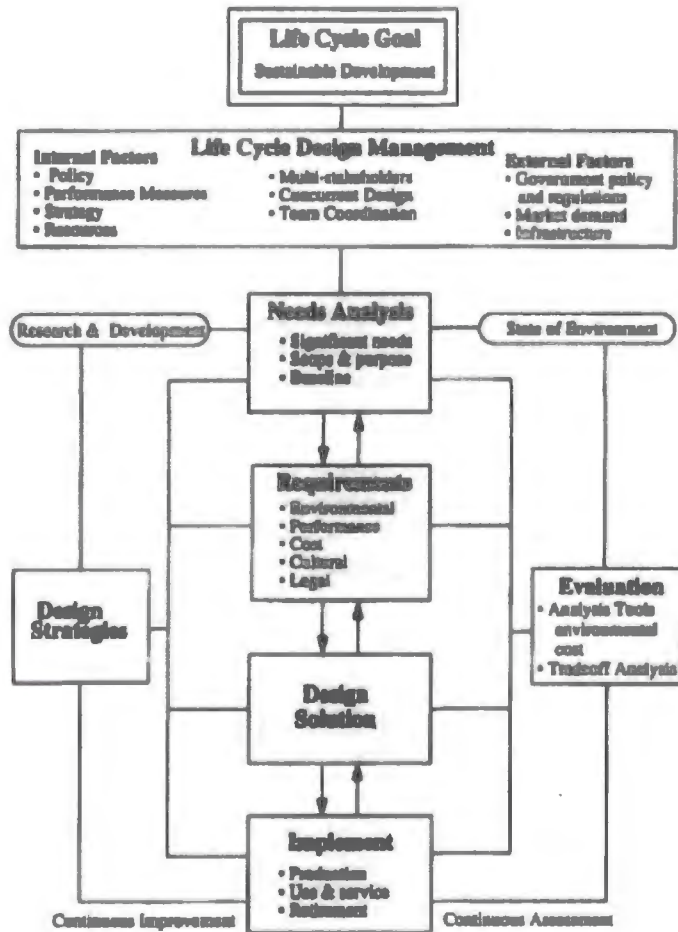 Life Cycle Goal
Sustainable Development
Life Cycle Design Management
Internal Factors
• Policy
• Performance Measures
• Strategy
• Resources
• Multi-stakeholders
• Concurrent Design
• Team Coordination
External Factors
• Government policy
and regulations
• Market demand
• Infrastructure
Needs Analysis
• Significant needs
• Scope & purpose
• Baseline
Research & Development
State of Environment
Requirements
• Environmental
• Performance
• Cost
• Cultural
• Legal
Design
Strategies
Evaluation
• Analysis Tools
environmental
cost
• Tradeoff Analysis
Design
Solution
Implement
• Production
• Use & service
• Retirement
Continuous Improvement
Continuous Assessment